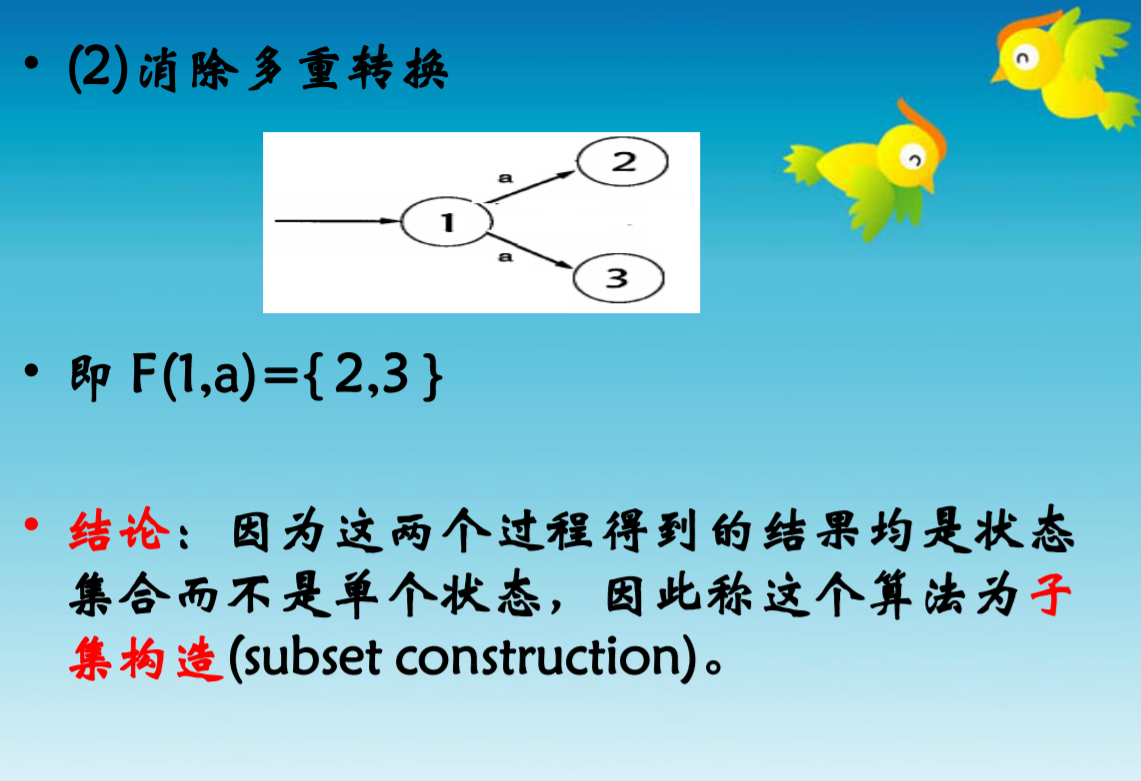 • (2)消除多重转换
2
a
1
a
3
• 即 F(1,a)={ 2,3 }
• 结论：因为这两个过程得到的结果均是状态
集合而不是单个状态，因此称这个算法为子
集构造(subset construction)。